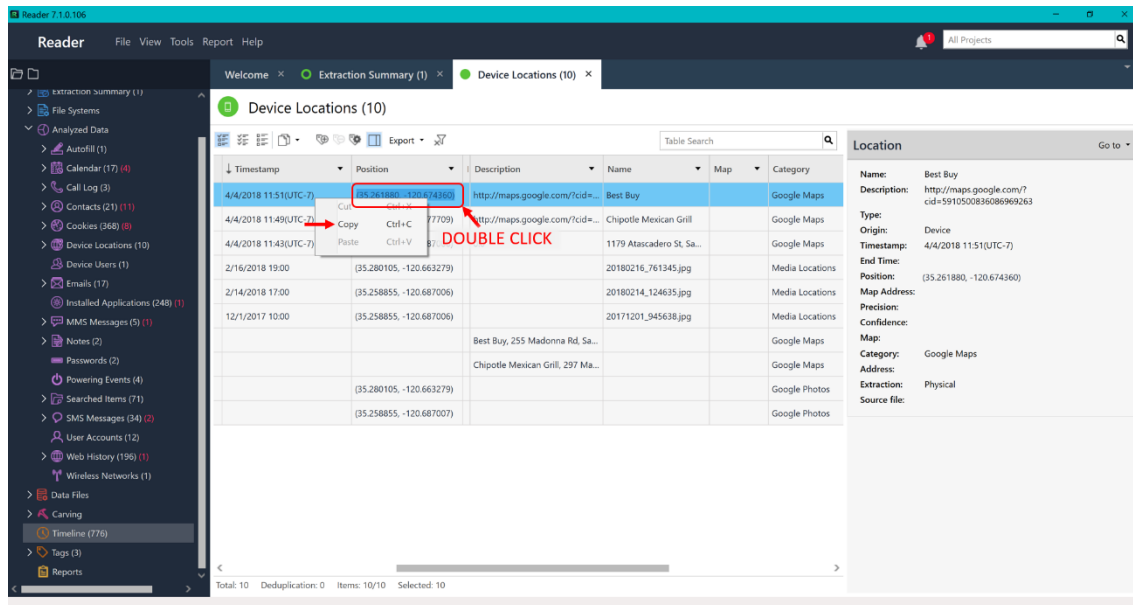 Reader 7.1.0.106
Reader File View Tools Report Help
1 All Projects
Welcome × Extraction Summary (1) × Device Locations (10) ×
Extraction Summary (1)
File Systems
Analyzed Data
Autofill (1)
Calendar (17) (4)
Call Log (3)
Contacts (21) (11)
Cookies (368) (8)
Device Locations (10)
Device Users (1)
Emails (17)
Installed Applications (248) (1)
MMS Messages (5) (1)
Notes (2)
Passwords (2)
Powering Events (4)
Searched Items (71)
SMS Messages (34) (2)
User Accounts (12)
Web History (196) (1)
Wireless Networks (1)
Data Files
Carving
Timeline (776)
Tags (3)
Reports
Device Locations (10)
Export Table Search
Timestamp Position Description Name Map Category
4/4/2018 11:51(UTC-7) (35.261880, -120.674360) http://maps.google.com/?cid=... Best Buy Google Maps
4/4/2018 11:49(UTC-7) 77709) http://maps.google.com/?cid=... Chipotle Mexican Grill Google Maps
4/4/2018 11:43(UTC-7) 1179 Atascadero St, Sa... Google Maps
2/16/2018 19:00 (35.280105, -120.663279) 20180216_761345.jpg Media Locations
2/14/2018 17:00 (35.258855, -120.687006) 20180214_124635.jpg Media Locations
12/1/2017 10:00 (35.258855, -120.687006) 20171201_945638.jpg Media Locations
Best Buy, 255 Madonna Rd, Sa... Google Maps
Chipotle Mexican Grill, 297 Ma... Google Maps
(35.280105, -120.663279) Google Photos
(35.258855, -120.687007) Google Photos
Cut Ctrl+X
Copy Ctrl+C
Paste Ctrl+V
DOUBLE CLICK
Total: 10 Deduplication: 0 Items: 10/10 Selected: 10
Location Go to
Name: Best Buy
Description: http://maps.google.com/?
cid=5910500836086969263
Type:
Origin: Device
Timestamp: 4/4/2018 11:51(UTC-7)
End Time:
Position: (35.261880, -120.674360)
Map Address:
Precision:
Confidence:
Map:
Category: Google Maps
Address:
Extraction: Physical
Source file: